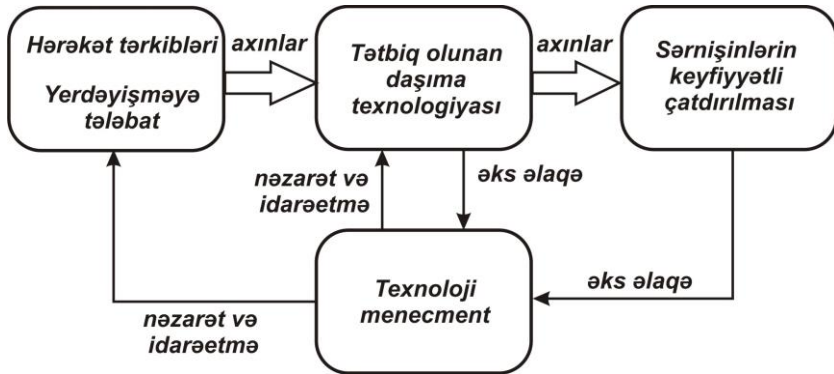 Hərəkət tərkibləri
Yerdəyişməyə
tələbat
axınlar
Tətbiq olunan
daşıma
texnologiyası
axınlar
Sərnişinlərin
keyfiyyətli
çatdırılması
nəzarət və
idarəetmə
əks əlaqə
Texnoloji
menecment
əks əlaqə
nəzarət və
idarəetmə